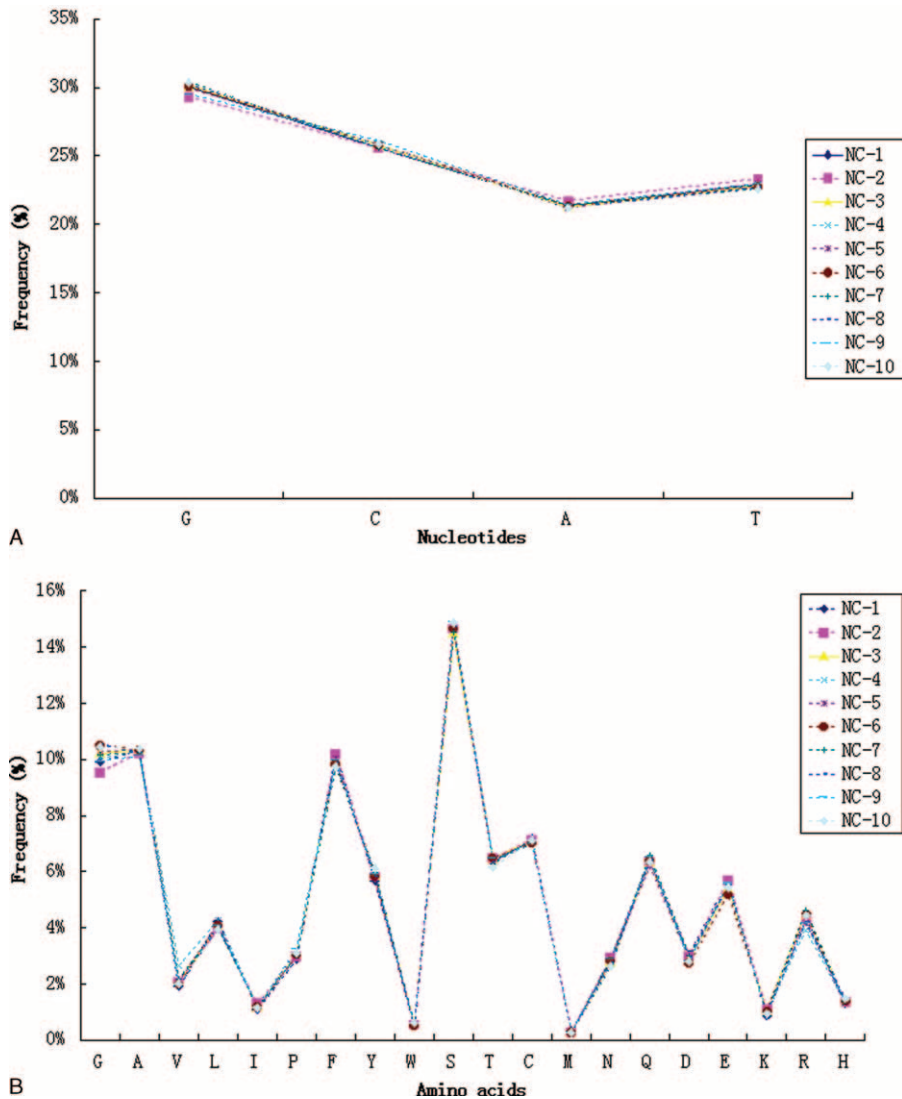 35%
30%
25%
20%
15%
10%
5%
0%
Frequency (%)
G C A T
Nucleotides
NC-1
NC-2
NC-3
NC-4
NC-5
NC-6
NC-7
NC-8
NC-9
NC-10
A
16%
14%
12%
10%
8%
6%
4%
2%
0%
Frequency (%)
G A V L I P F Y W S T C M N Q D E K R H
Amino acids
NC-1
NC-2
NC-3
NC-4
NC-5
NC-6
NC-7
NC-8
NC-9
NC-10
B